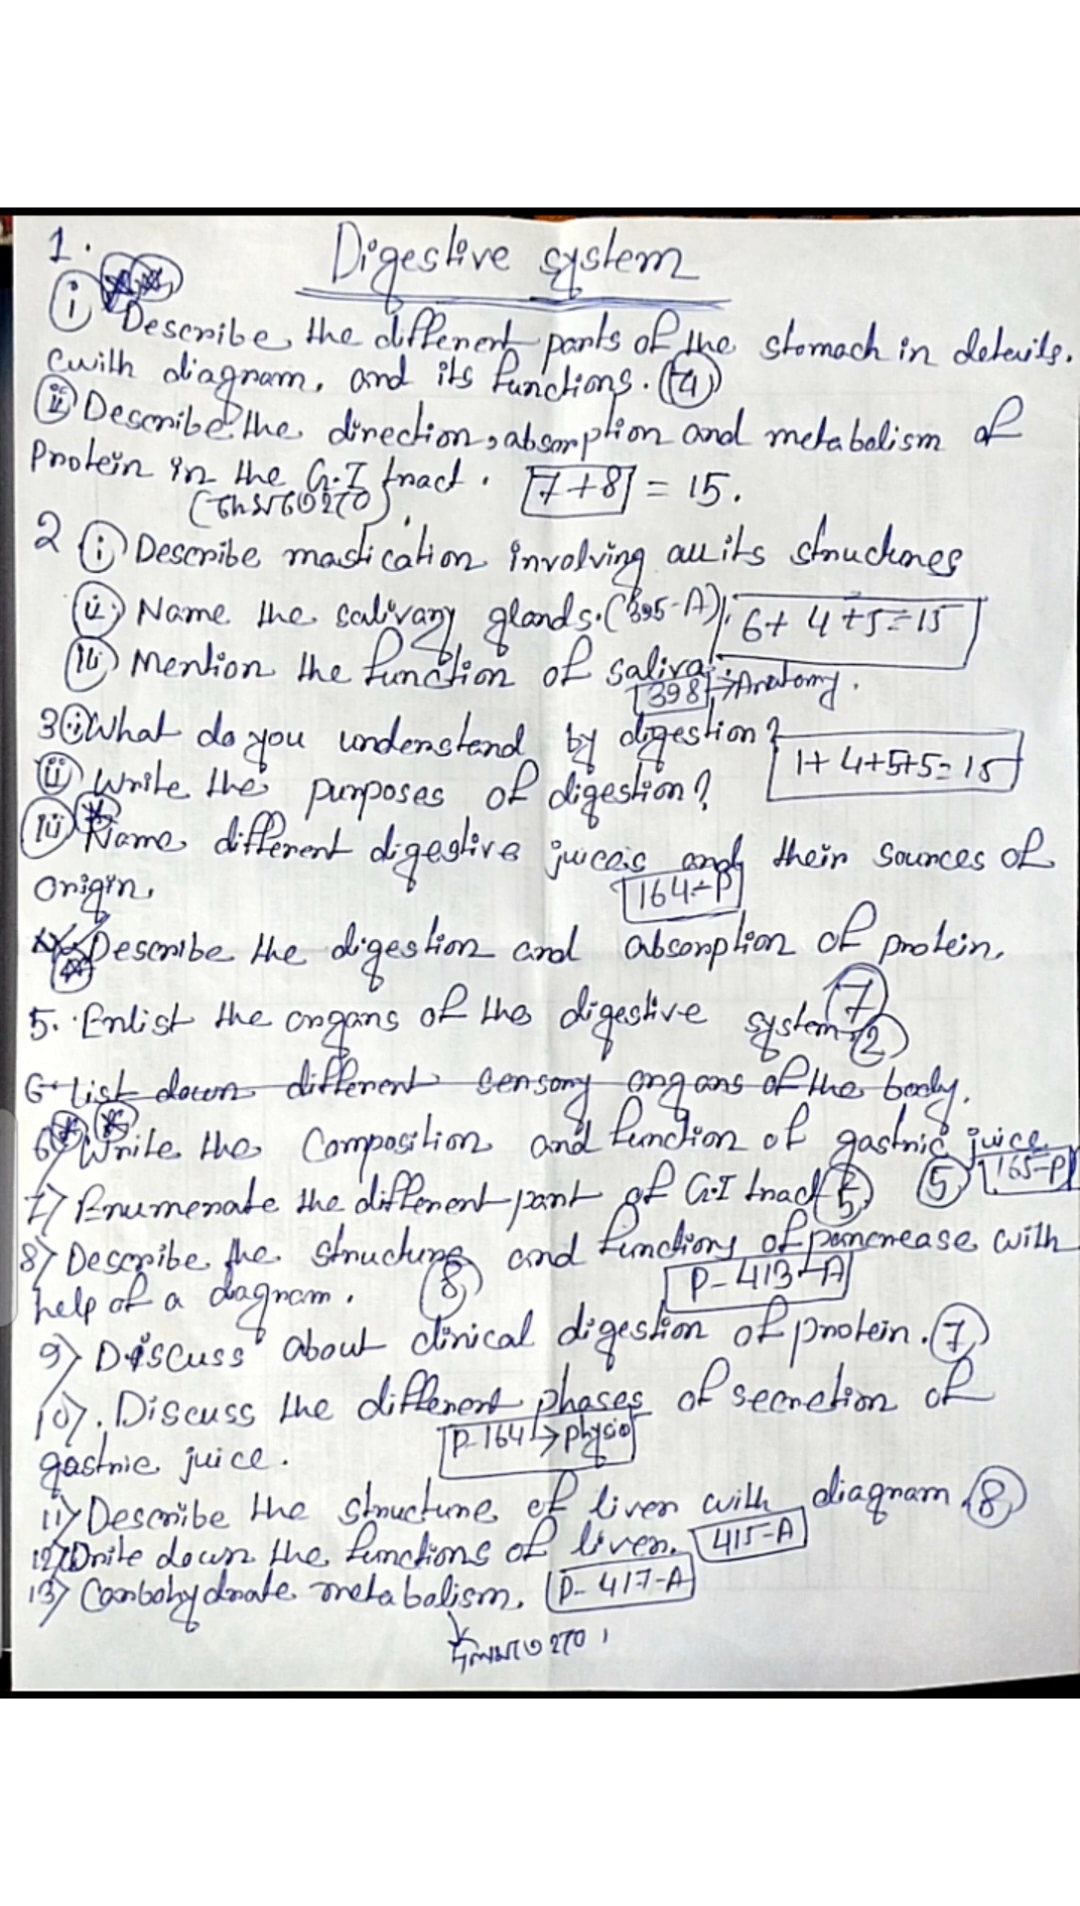 1.
Digestive system
(i) Describe the different parts of the stomach in details.
with diagram, and its functions.
(ii) Describe the direction, absorption and metabolism of
Protein in the G.I tract. 7+8 = 15.
2 (i) Describe mastication involving all its structures
(ii) Name the salivary glands. (395-A) 6+4+5=15
(iii) Mention the function of saliva.
398 → Anatomy.
3 (i) What do you understand by digestion?
1+4+5+5=15
(ii) Write the purposes of digestion?
(iii) Name different digestive juices and their sources of
origin. 164-P
Describe the digestion and absorption of protein.
(7)
5. Enlist the organs of the digestive system (2)
6. List down different sensory organs of the body.
6) Write the composition and function of gastric juice
(5) 165-P
7) Enumerate the different part of G.I tract (5)
8) Describe the structure and functions of pancrease with
help of a dagram. (8) P-413-A
9) Discuss about clinical digestion of protein. (7)
10). Discuss the different phases of secretion of
gastric juice. P-164 → physio
11) Describe the structure of liver with diagram (8)
12) Write down the functions of liver. 415-A
13) Carbohydrate metabolism. P-417-A